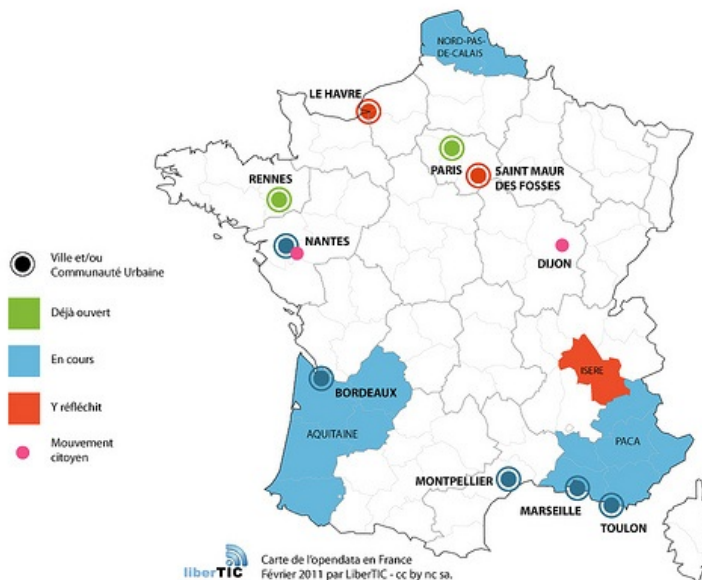 NORD-PAS-
DE-CALAIS
LE HAVRE
PARIS
SAINT MAUR
DES FOSSES
RENNES
NANTES
DIJON
Ville et/ou
Communauté Urbaine
Déjà ouvert
En cours
Y réfléchit
Mouvement
citoyen
ISERE
BORDEAUX
AQUITAINE
PACA
MONTPELLIER
MARSEILLE
TOULON
liberTIC
Carte de l'opendata en France
Février 2011 par LiberTIC - cc by nc sa.